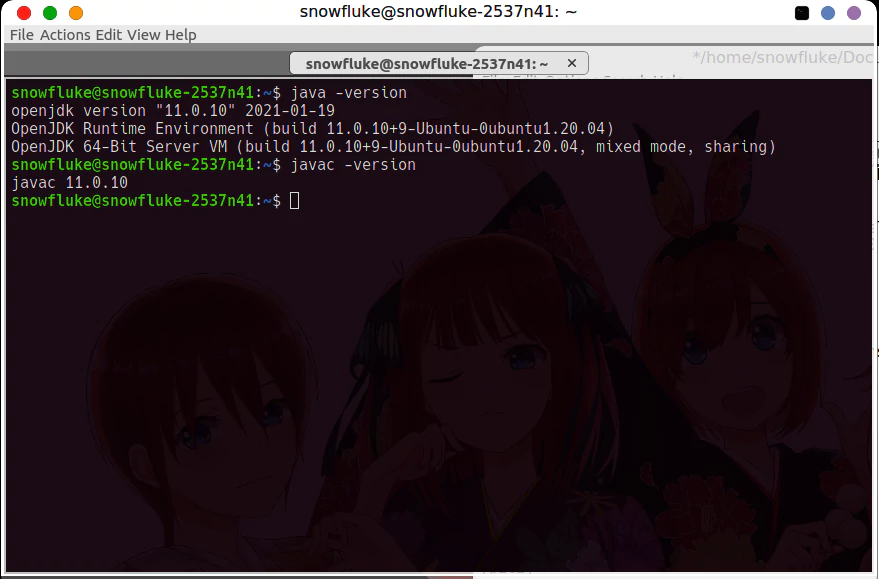 snowfluke@snowfluke-2537n41: ~
File Actions Edit View Help
*/home/snowfluke/Doc
snowfluke@snowfluke-2537n41: ~ ✕
snowfluke@snowfluke-2537n41:~$ java -version
openjdk version "11.0.10" 2021-01-19
OpenJDK Runtime Environment (build 11.0.10+9-Ubuntu-0ubuntu1.20.04)
OpenJDK 64-Bit Server VM (build 11.0.10+9-Ubuntu-0ubuntu1.20.04, mixed mode, sharing)
snowfluke@snowfluke-2537n41:~$ javac -version
javac 11.0.10
snowfluke@snowfluke-2537n41:~$